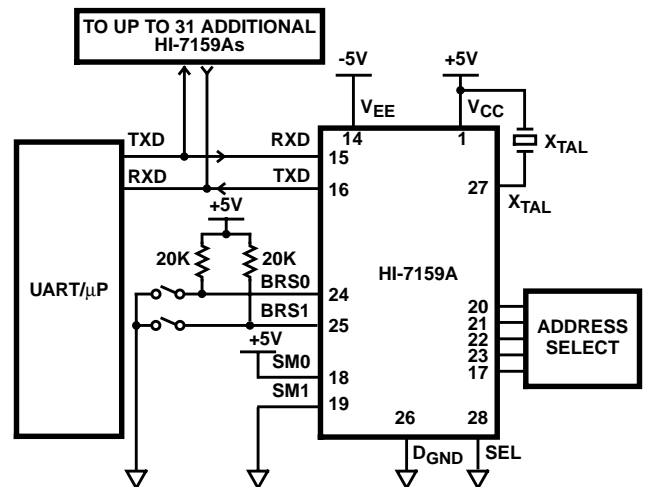 TO UP TO 31 ADDITIONAL
HI-7159As
-5V
+5V
VEE
VCC
14
1
XTAL
TXD
RXD
15
RXD
TXD
16
27
XTAL
+5V
20K
20K
HI-7159A
UART/μP
BRS0
24
BRS1
25
20
21
22
23
17
ADDRESS
SELECT
+5V
SM0
18
SM1
19
26
28
DGND
SEL